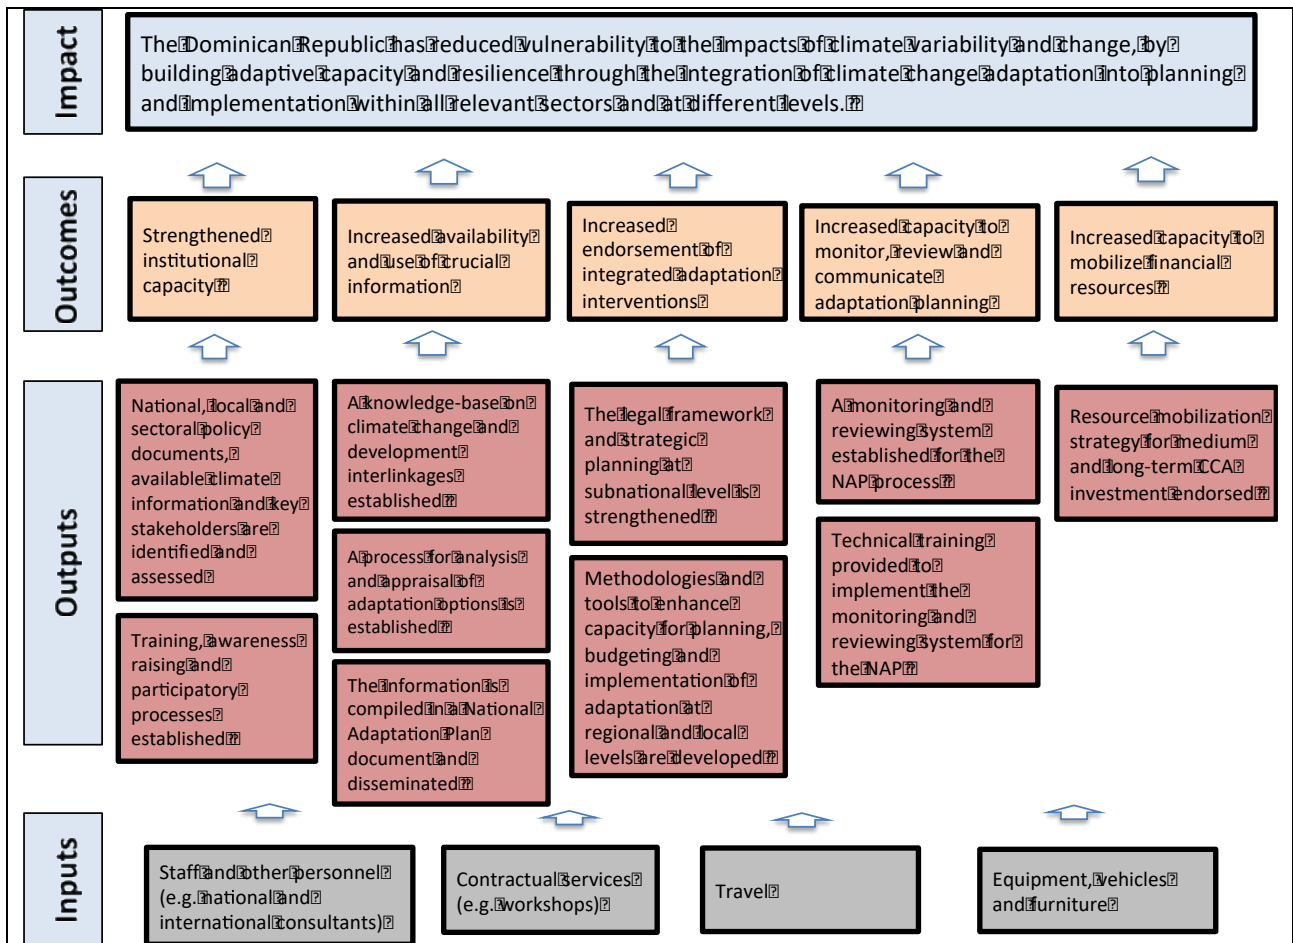 Impact
The Dominican Republic has reduced vulnerability to the impacts of climate variability and change, by
building adaptive capacity and resilience through the integration of climate change adaptation into planning
and implementation within all relevant sectors and at different levels.
Outcomes
Strengthened
institutional
capacity
Increased availability
and use of crucial
information
Increased
endorsement of
integrated adaptation
interventions
Increased capacity to
monitor, review and
communicate
adaptation planning
Increased capacity to
mobilize financial
resources
Outputs
National, local and
sectoral policy
documents,
available climate
information and key
stakeholders are
identified and
assessed
Training, awareness
raising and
participatory
processes
established
A knowledge-base on
climate change and
development
interlinkages
established
A process for analysis
and appraisal of
adaptation options is
established
The information is
compiled in a National
Adaptation Plan
document and
disseminated
The legal framework
and strategic
planning at
subnational level is
strengthened
Methodologies and
tools to enhance
capacity for planning,
budgeting and
implementation of
adaptation at
regional and local
levels are developed
A monitoring and
reviewing system
established for the
NAP process
Technical training
provided to
implement the
monitoring and
reviewing system for
the NAP
Resource mobilization
strategy for medium
and long-term CCA
investment endorsed
Inputs
Staff and other personnel
(e.g. national and
international consultants)
Contractual services
(e.g. workshops)
Travel
Equipment, vehicles
and furniture